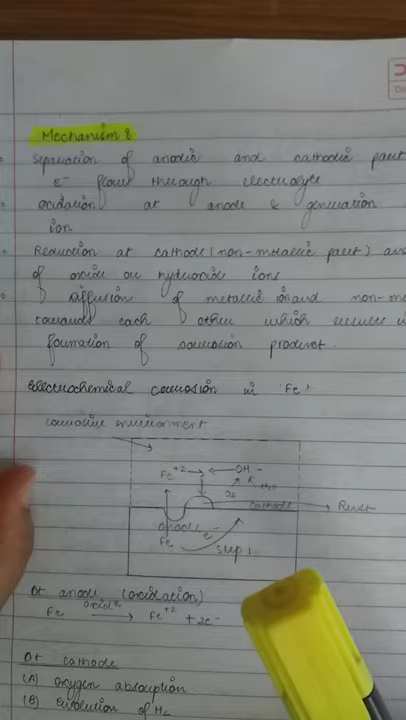 Mechanism :
Separation of anodic and cathodic part
e⁻ flows through electrolyte
oxidation at anode & generation
ion
Reduction at cathode (non-metallic part) and
of oxide or hydroxide ions
diffusion of metallic ion and non-me
towards each other which results in
formation of corrosion product.
Electrochemical corrosion in 'Fe'
corrosive environment
Fe+2 OH -
O2 H2O
cathode → Rust
anode e-
Fe
At anode (oxidation)
Fe → Fe+2 + 2e-
At cathode
(A) oxygen absorption
(B) evolution of H2